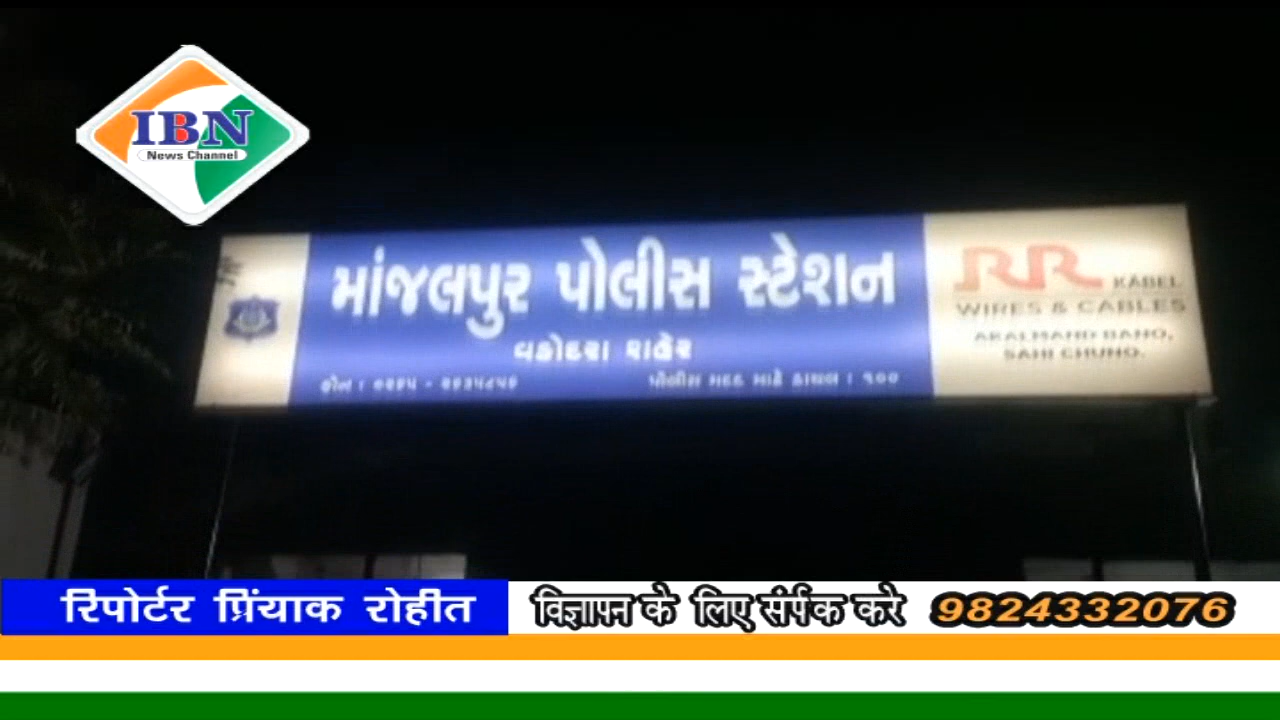 IBN
News Channel
માંજલપુર પોલીસ સ્ટેશન
વડોદરા શહેર
ફોન :
પોલીસ મદદ માટે ડાયલ : ૧૦૦
RR KABEL
WIRES & CABLES
AKALMAND BANO,
SAHI CHUNO.
रिपोर्टर प्रिंयाक रोहीत
विज्ञापन के लिए संर्पक करे 9824332076